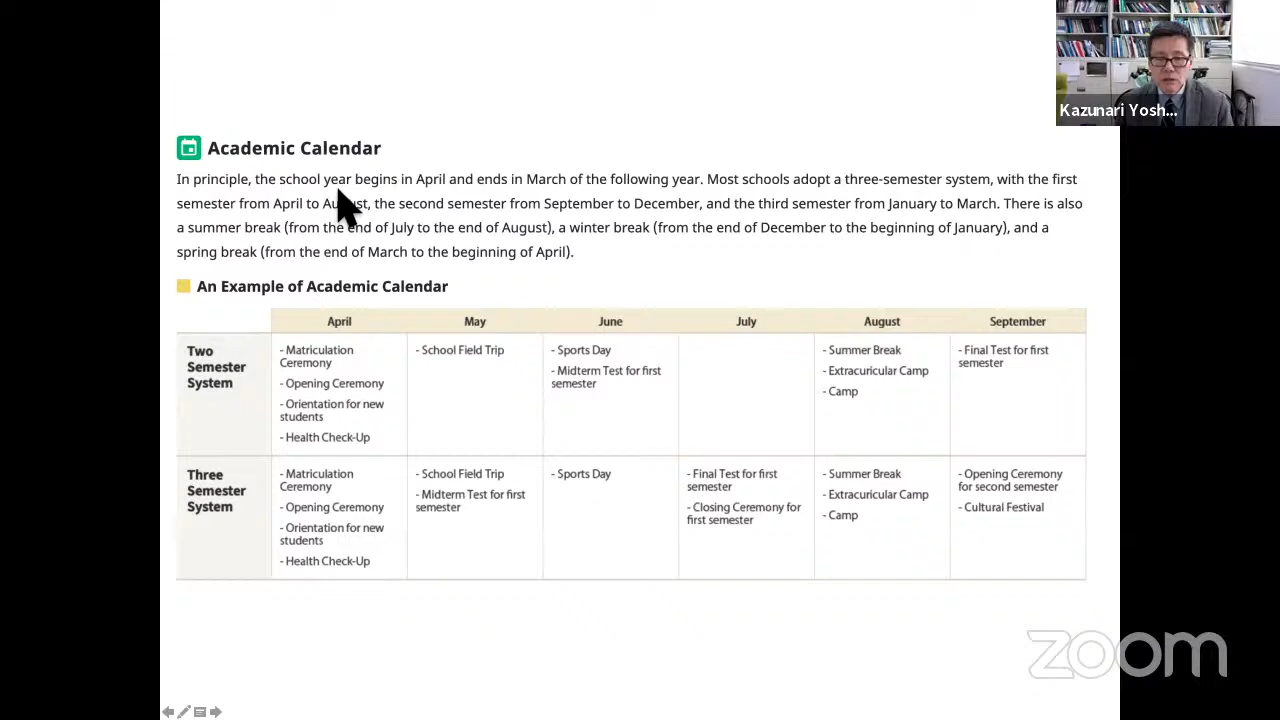 Kazunari Yosh...
Academic Calendar
In principle, the school year begins in April and ends in March of the following year. Most schools adopt a three-semester system, with the first
semester from April to August, the second semester from September to December, and the third semester from January to March. There is also
a summer break (from the end of July to the end of August), a winter break (from the end of December to the beginning of January), and a
spring break (from the end of March to the beginning of April).
An Example of Academic Calendar
April May June July August September
Two
Semester
System
- Matriculation
Ceremony
- Opening Ceremony
- Orientation for new
students
- Health Check-Up
- School Field Trip
- Sports Day
- Midterm Test for first
semester
- Summer Break
- Extracuricular Camp
- Camp
- Final Test for first
semester
Three
Semester
System
- Matriculation
Ceremony
- Opening Ceremony
- Orientation for new
students
- Health Check-Up
- School Field Trip
- Midterm Test for first
semester
- Sports Day
- Final Test for first
semester
- Closing Ceremony for
first semester
- Summer Break
- Extracuricular Camp
- Camp
- Opening Ceremony
for second semester
- Cultural Festival
zoom